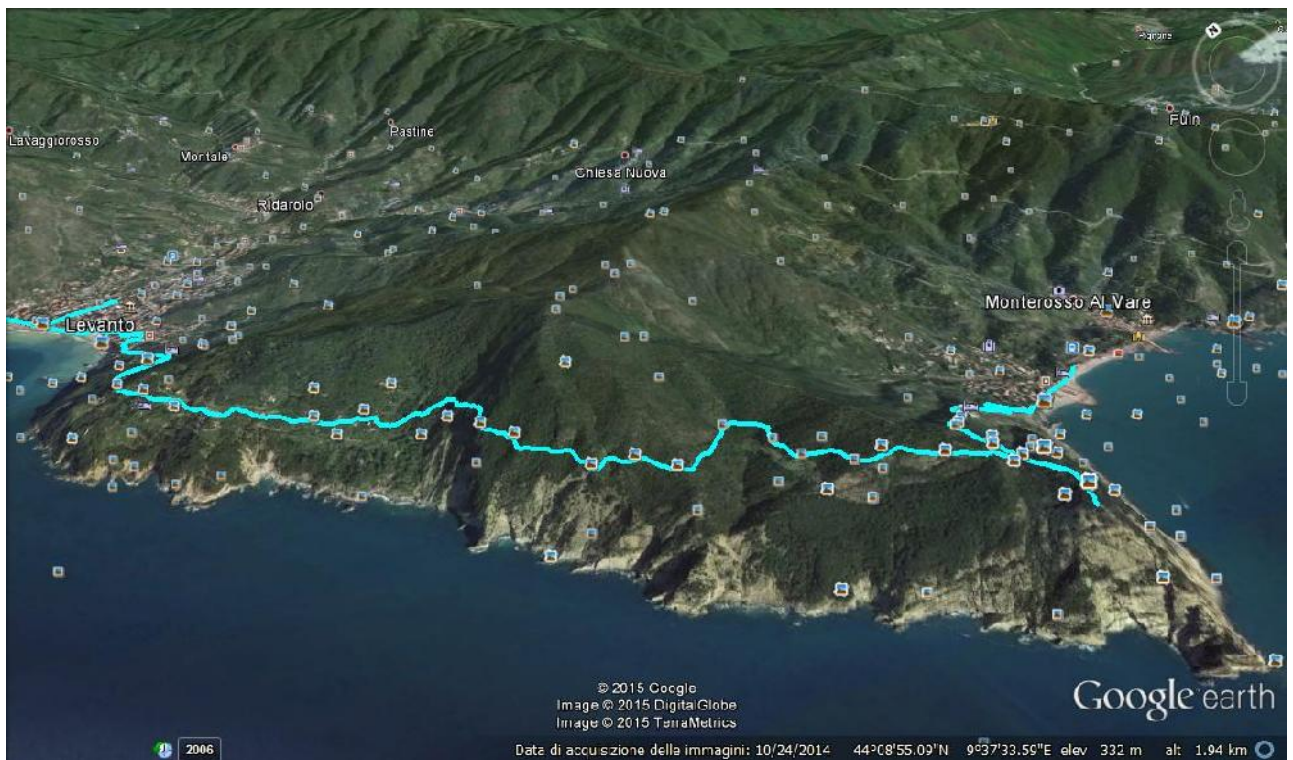 Pignone
Lavaggiorosso
Pastine
Fuin
Montale
Chiesa Nuova
Ridarolo
P
Levanto
Monterosso Al Mare
© 2015 Google
Image © 2015 DigitalGlobe
Image © 2015 TerraMetrics
Google earth
2006
Data di acquisizione delle immagini: 10/24/2014 44°08'55.09"N 9°37'33.59"E elev 332 m alt 1.94 km